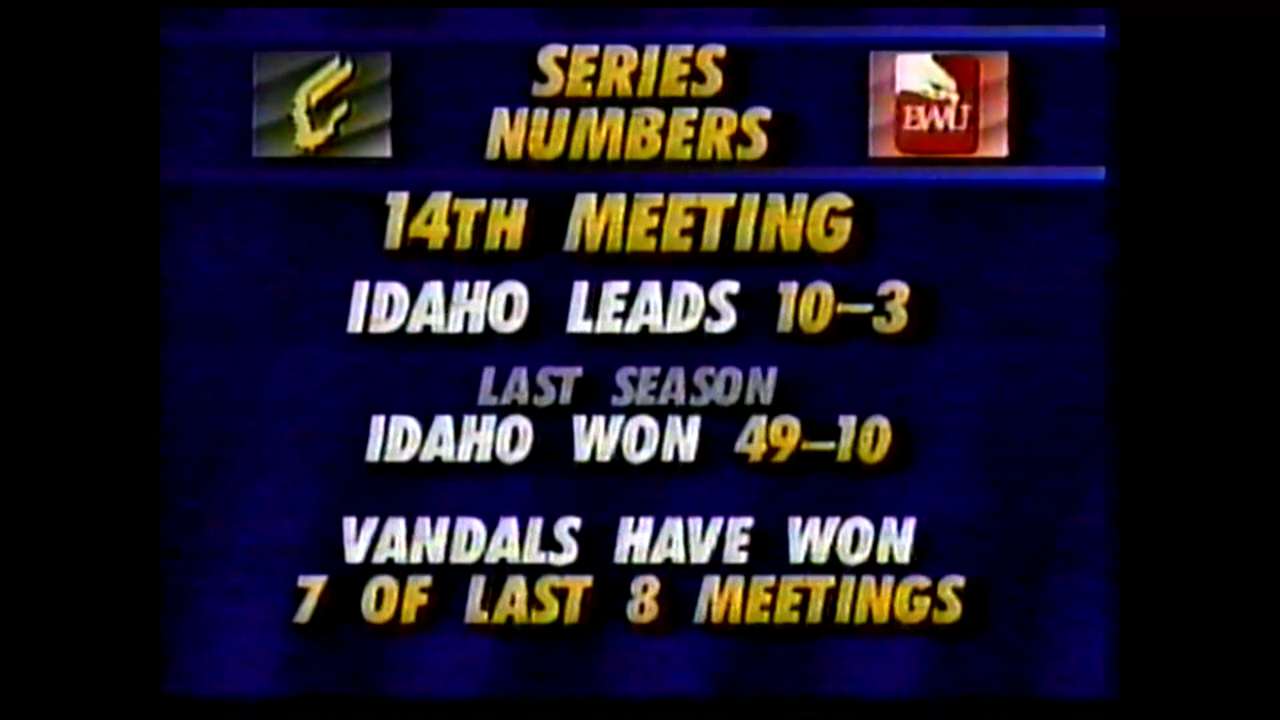 SERIES
NUMBERS
EWU
14TH MEETING
IDAHO LEADS 10-3
LAST SEASON
IDAHO WON 49-10
VANDALS HAVE WON
7 OF LAST 8 MEETINGS